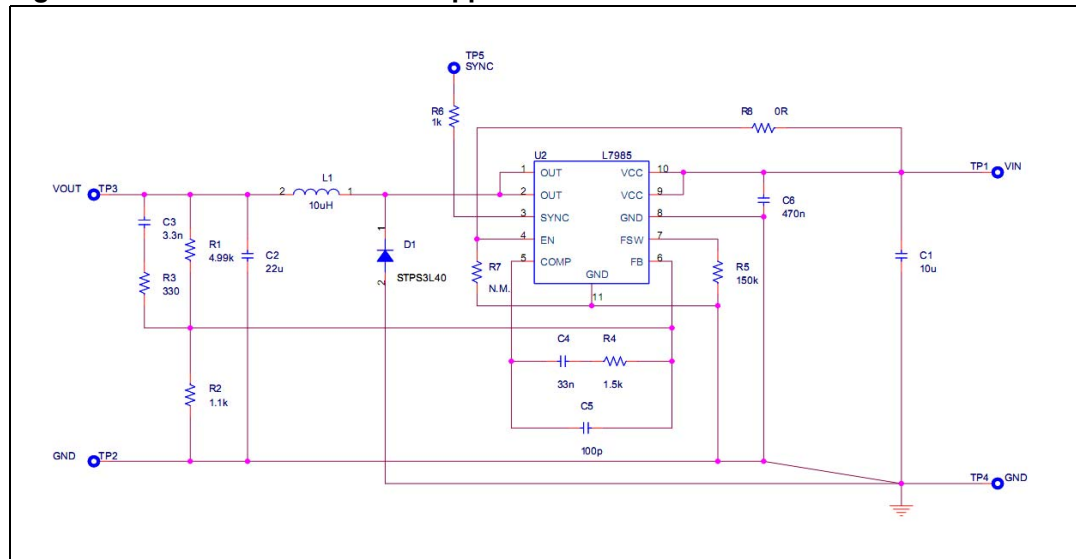 TP5
SYNC
R6
1k
R8 0R
U2 L7985
1 OUT VCC 10
2 OUT VCC 9
3 SYNC GND 8
4 EN FSW 7
5 COMP FB 6
GND
11
TP1 VIN
VOUT TP3
L1
2 1
10uH
C3
3.3n
R1
4.99k
C2
22u
R3
330
1
D1
2
STPS3L40
R7
N.M.
R5
150k
C6
470n
C1
10u
C4 R4
33n 1.5k
C5
100p
R2
1.1k
GND TP2
TP4 GND